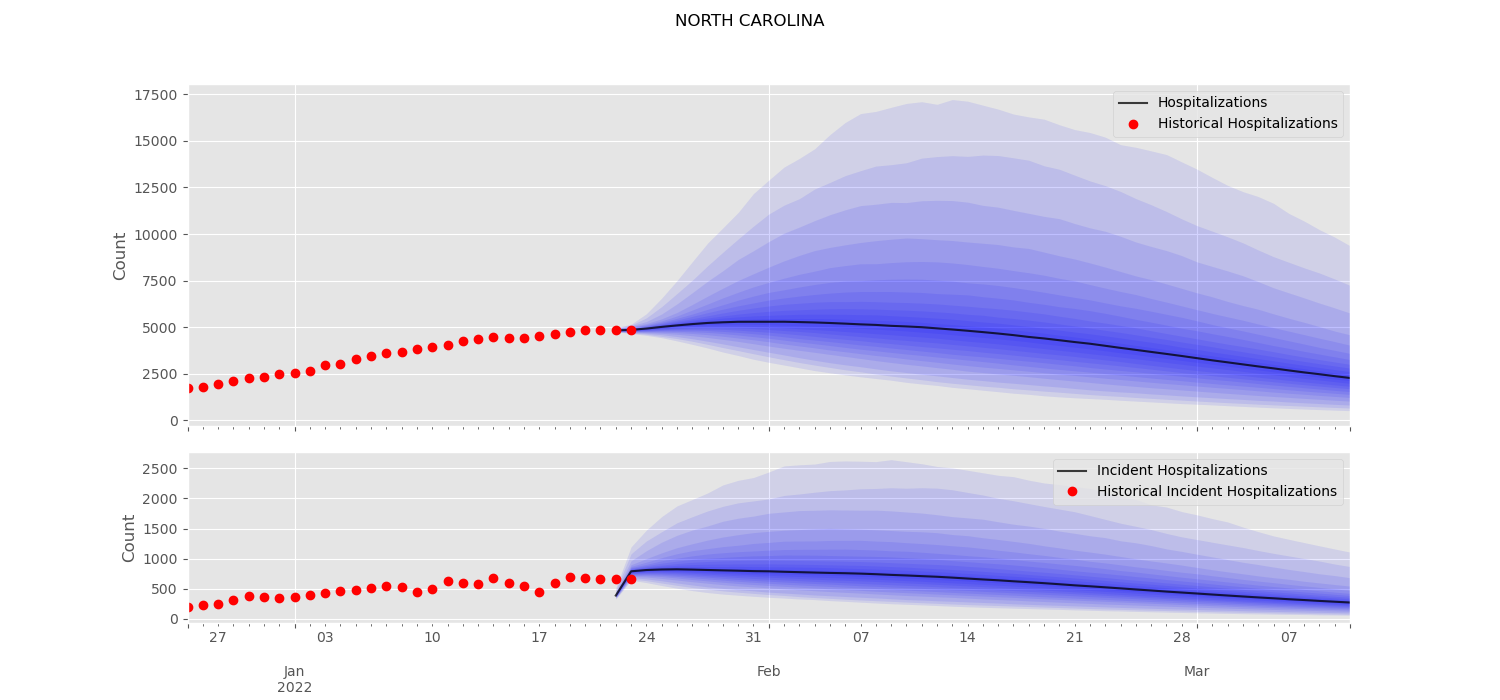 NORTH CAROLINA
17500
15000
12500
10000
7500
5000
2500
0
Count
Hospitalizations
Historical Hospitalizations
2500
2000
1500
1000
500
0
Count
Incident Hospitalizations
Historical Incident Hospitalizations
27 03 10 17 24 31 07 14 21 28 07
Jan Feb Mar
2022